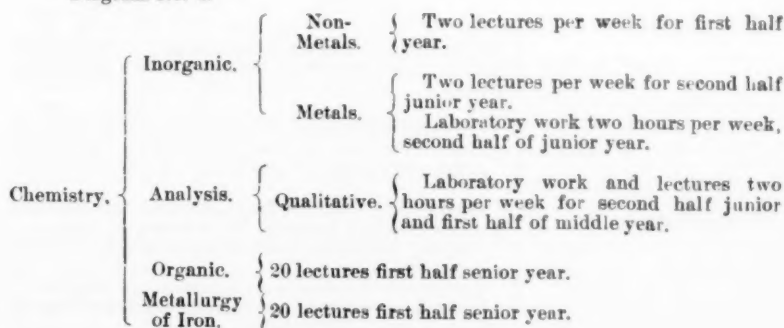 Non-
Metals.
Two lectures per week for first half
year.
Inorganic.
Metals.
Two lectures per week for second half
junior year.
Laboratory work two hours per week,
second half of junior year.
Chemistry.
Analysis.
Qualitative.
Laboratory work and lectures two
hours per week for second half junior
and first half of middle year.
Organic.
20 lectures first half senior year.
Metallurgy
of Iron.
20 lectures first half senior year.